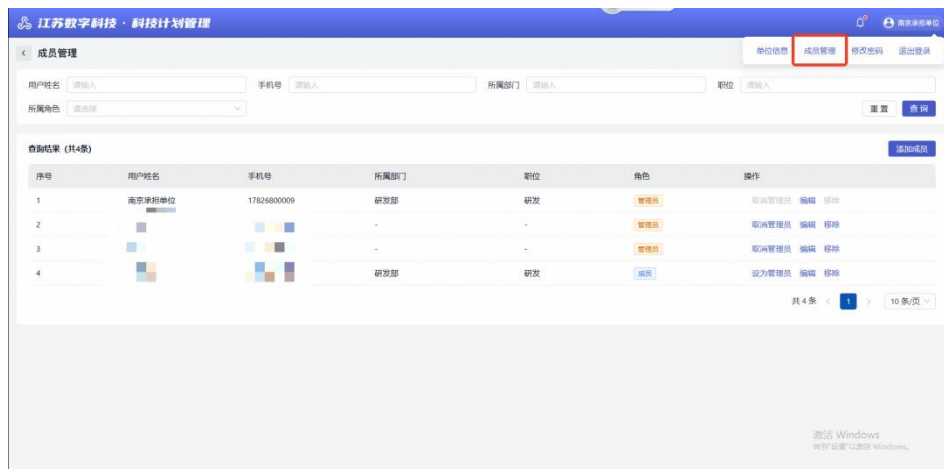 江苏数字科技 · 科技计划管理
南京承担单位
< 成员管理
单位信息 成员管理 修改密码 退出登录
用户姓名 请输入 手机号 请输入 所属部门 请输入 职位 请输入
所属角色 请选择 重置 查询
查询结果（共4条） 添加成员
序号 用户姓名 手机号 所属部门 职位 角色 操作
1 南京承担单位 17826800009 研发部 研发 管理员 取消管理员 编辑 移除
2 - - 管理员 取消管理员 编辑 移除
3 - - 管理员 取消管理员 编辑 移除
4 研发部 研发 成员 设为管理员 编辑 移除
共 4 条 < 1 > 10 条/页
激活 Windows
转到"设置"以激活 Windows。